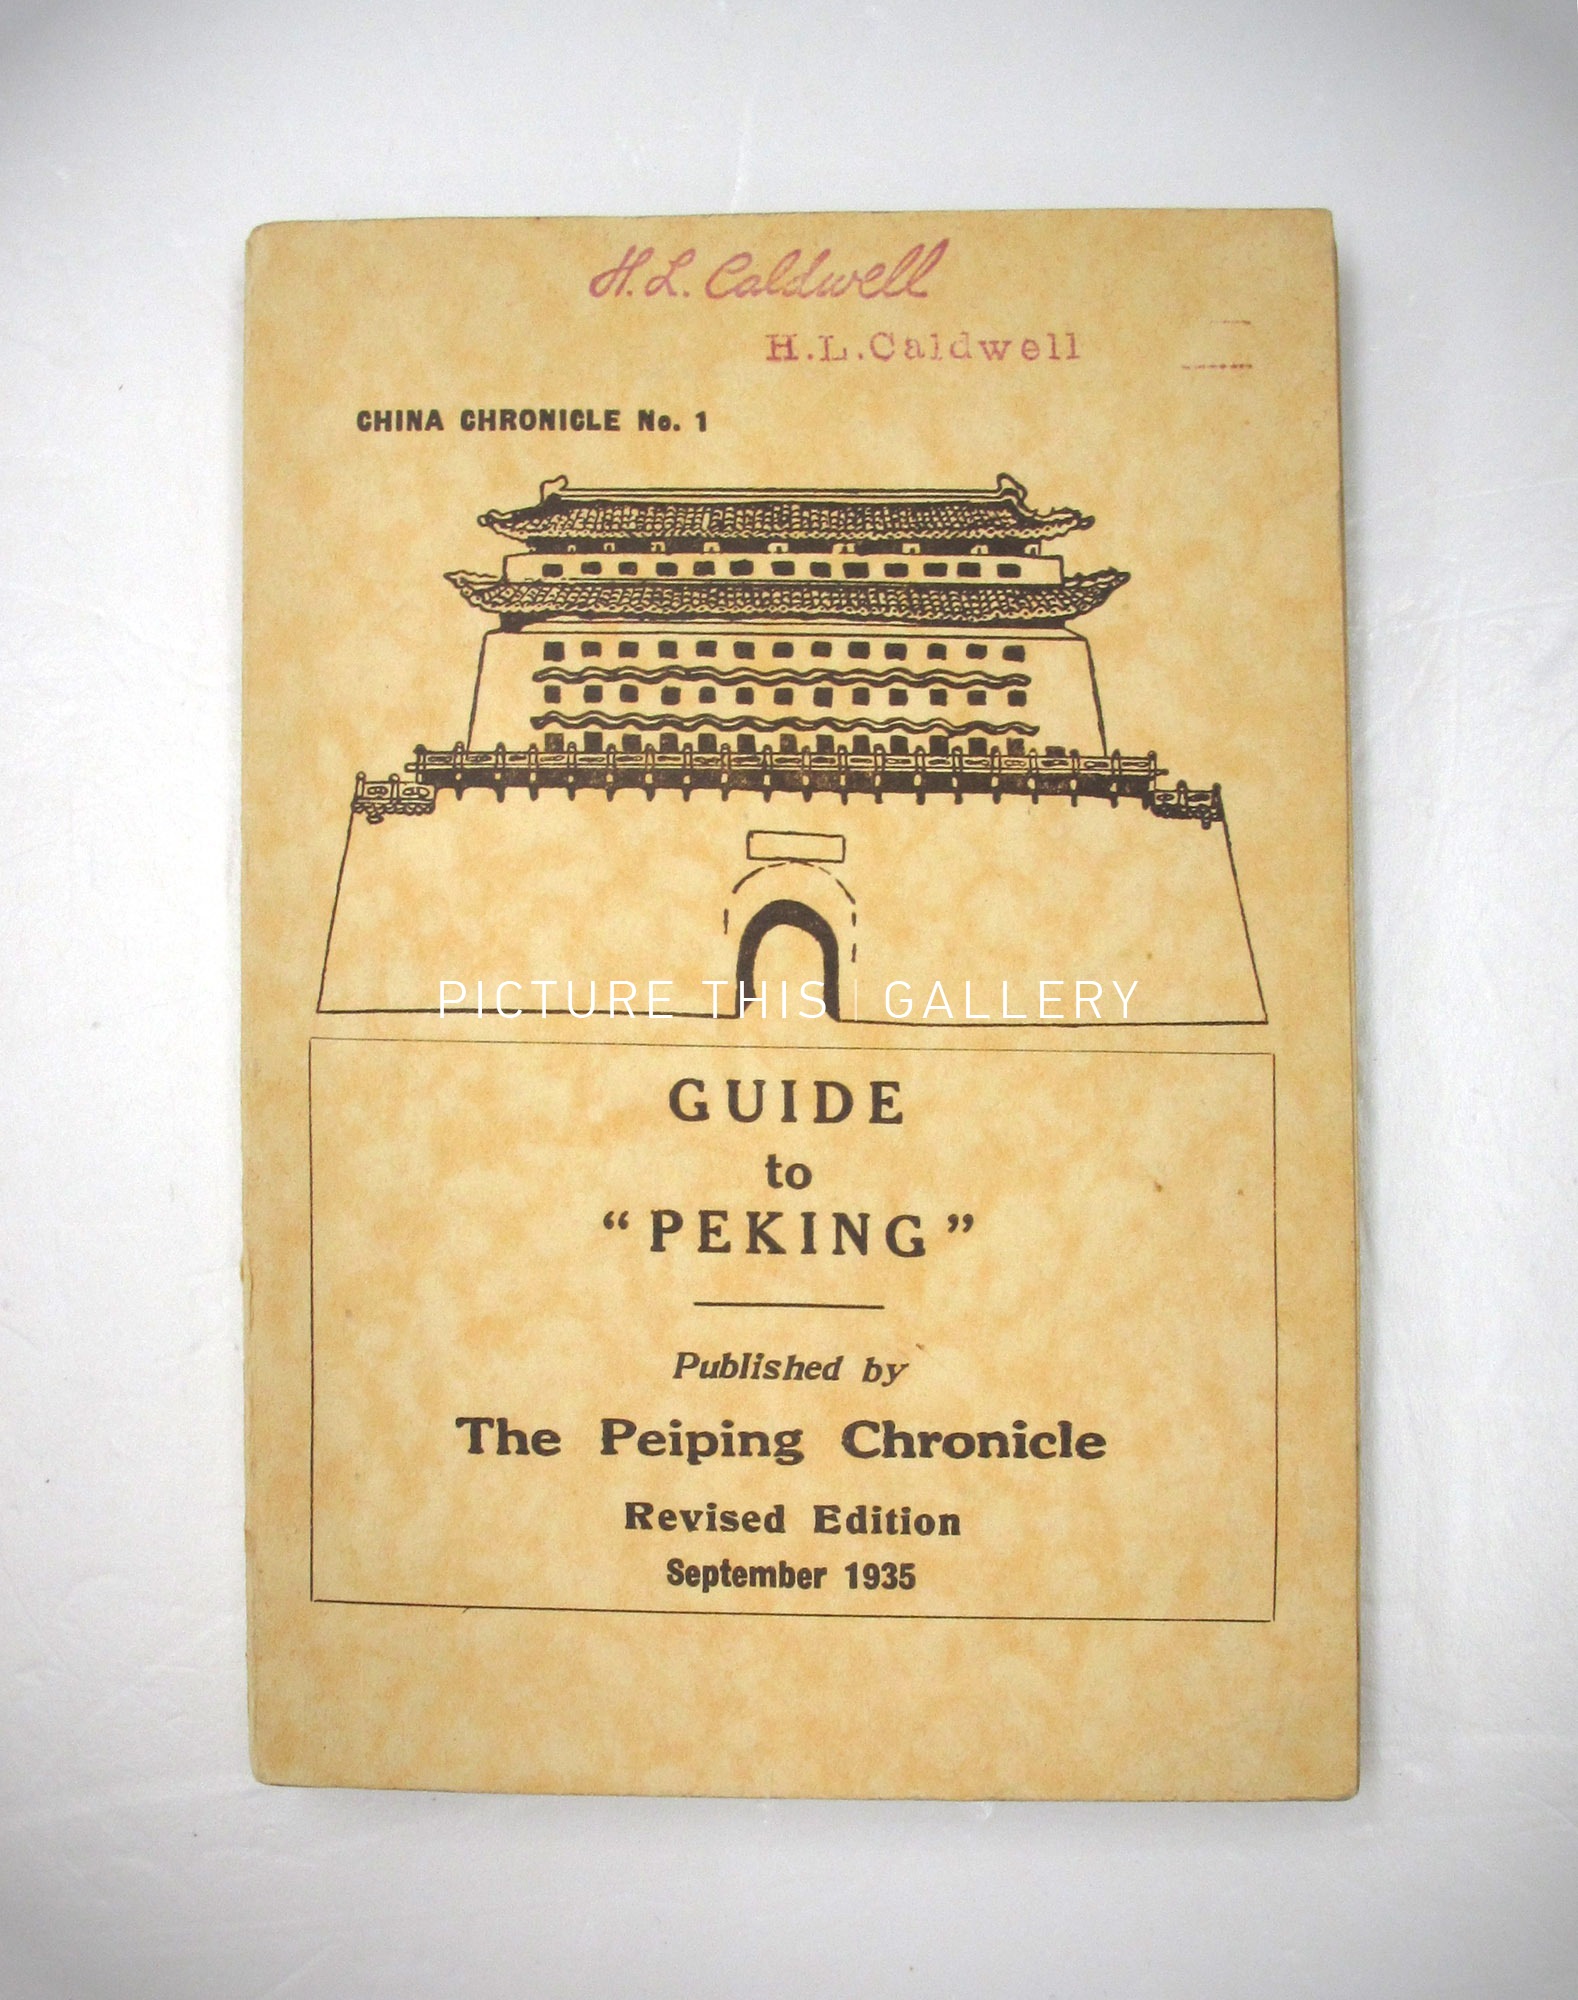 H. L. Caldwell
H.L.Caldwell
CHINA CHRONICLE No. 1
PICTURE THIS | GALLERY
GUIDE
to
“PEKING”
Published by
The Peiping Chronicle
Revised Edition
September 1935